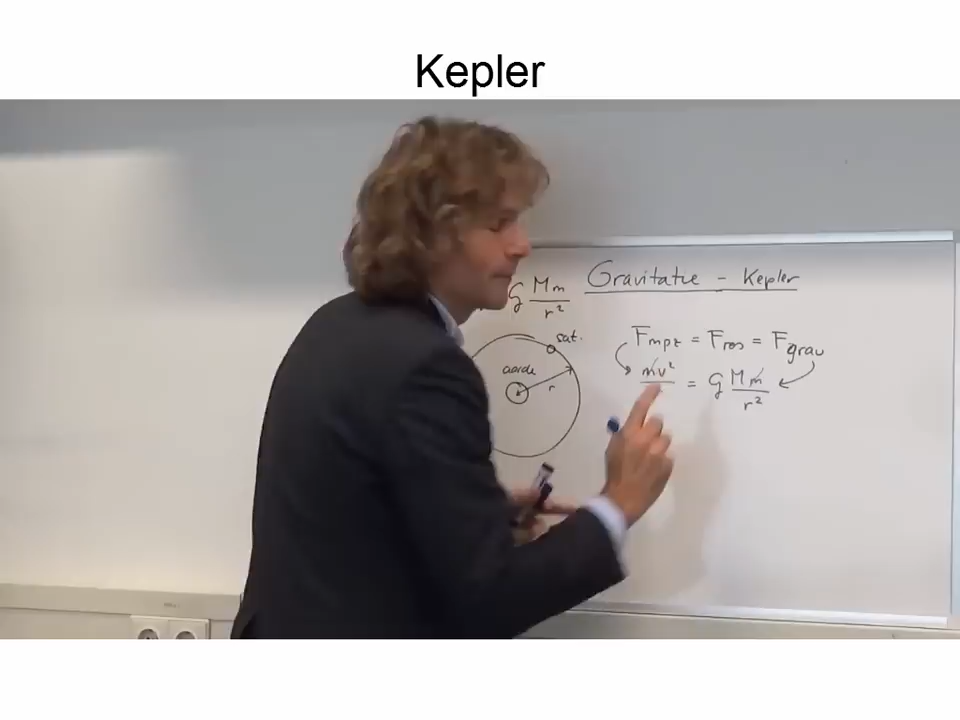 Kepler
Gravitatie - Kepler
G Mm
r²
sat.
aarde
r
Fmpz = Fres = Fgrav
mv² = G Mm
r²